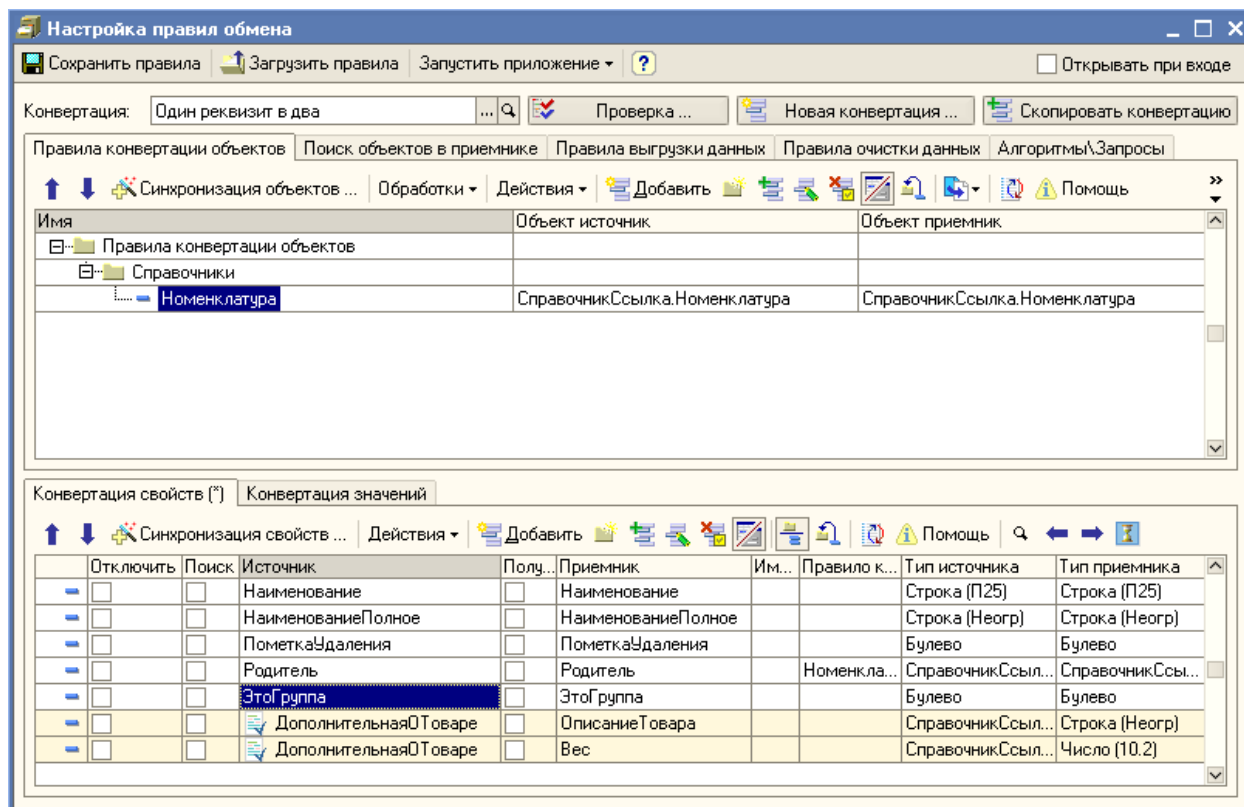 Настройка правил обмена
Сохранить правила Загрузить правила Запустить приложение ? Открывать при входе
Конвертация: Один реквизит в два ... Проверка ... Новая конвертация ... Скопировать конвертацию
Правила конвертации объектов Поиск объектов в приемнике Правила выгрузки данных Правила очистки данных Алгоритмы\Запросы
Синхронизация объектов ... Обработки Действия Добавить Помощь
Имя Объект источник Объект приемник
Правила конвертации объектов
Справочники
Номенклатура СправочникСсылка.Номенклатура СправочникСсылка.Номенклатура
Конвертация свойств (*) Конвертация значений
Синхронизация свойств ... Действия Добавить Помощь
Отключить Поиск Источник Полу... Приемник Им... Правило к... Тип источника Тип приемника
Наименование Наименование Строка (П25) Строка (П25)
НаименованиеПолное НаименованиеПолное Строка (Неогр) Строка (Неогр)
ПометкаУдаления ПометкаУдаления Булево Булево
Родитель Родитель Номенкла... СправочникСсыл... СправочникСсы...
ЭтоГруппа ЭтоГруппа Булево Булево
ДополнительнаяОТоваре ОписаниеТовара СправочникСсыл... Строка (Неогр)
ДополнительнаяОТоваре Вес СправочникСсыл... Число (10.2)